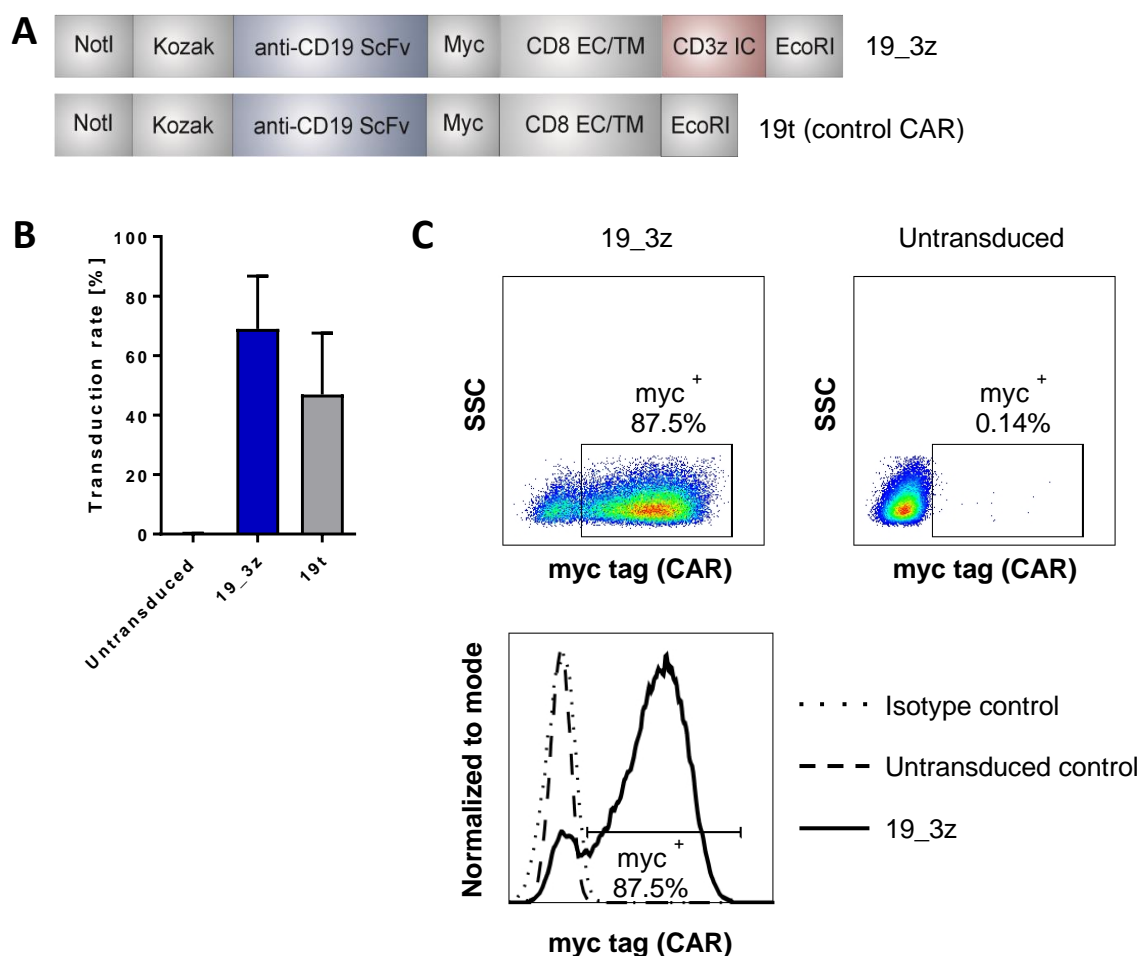 A
NotI Kozak anti-CD19 ScFv Myc CD8 EC/TM CD3z IC EcoRI 19_3z
NotI Kozak anti-CD19 ScFv Myc CD8 EC/TM EcoRI 19t (control CAR)
B
Transduction rate [%]
100
80
60
40
20
0
Untransduced
19_3z
19t
C
19_3z
SSC
myc +
87.5%
myc tag (CAR)
Untransduced
SSC
myc +
0.14%
myc tag (CAR)
Normalized to mode
myc +
87.5%
myc tag (CAR)
Isotype control
Untransduced control
19_3z